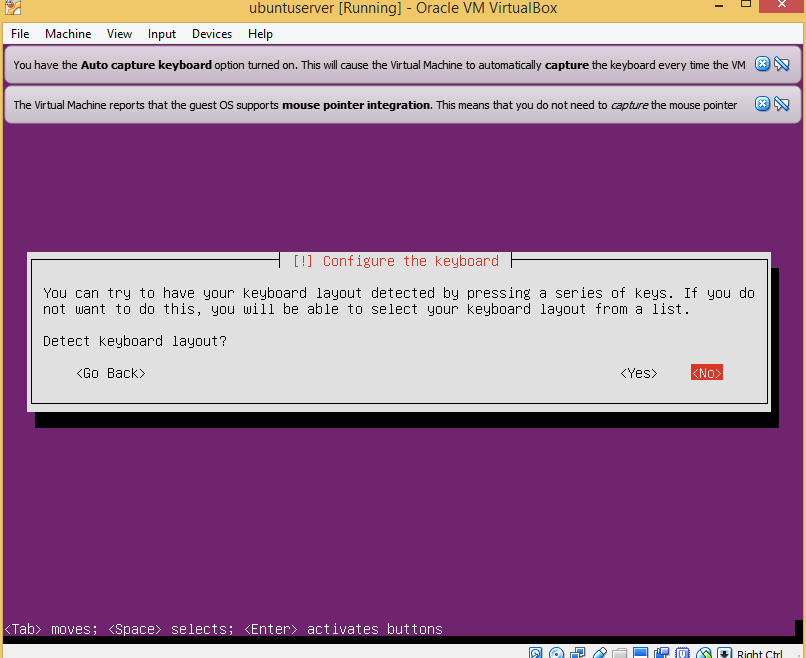 ubuntuserver [Running] - Oracle VM VirtualBox
File Machine View Input Devices Help
You have the Auto capture keyboard option turned on. This will cause the Virtual Machine to automatically capture the keyboard every time the VM
The Virtual Machine reports that the guest OS supports mouse pointer integration. This means that you do not need to capture the mouse pointer
[!] Configure the keyboard
You can try to have your keyboard layout detected by pressing a series of keys. If you do
not want to do this, you will be able to select your keyboard layout from a list.
Detect keyboard layout?
<Go Back> <Yes> <No>
<Tab> moves; <Space> selects; <Enter> activates buttons
Right Ctrl